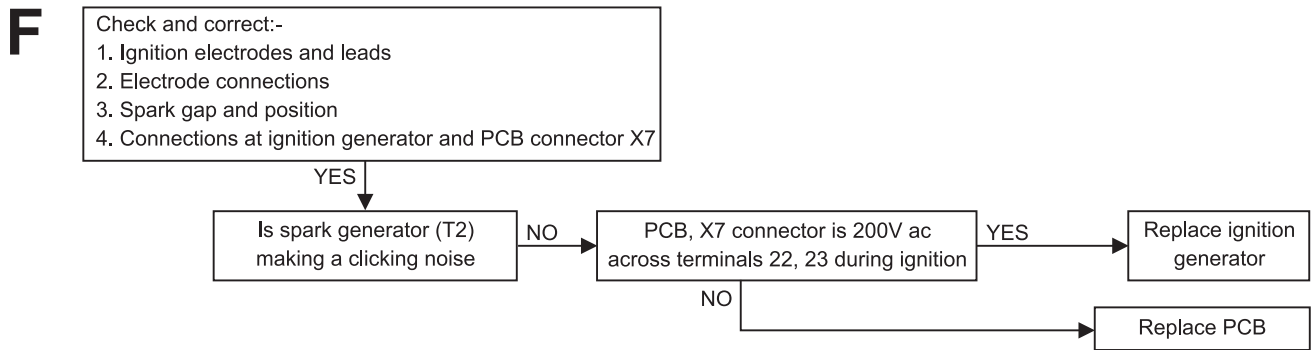 F
Check and correct:-
1. Ignition electrodes and leads
2. Electrode connections
3. Spark gap and position
4. Connections at ignition generator and PCB connector X7
YES
Is spark generator (T2)
making a clicking noise
NO
PCB, X7 connector is 200V ac
across terminals 22, 23 during ignition
YES
Replace ignition
generator
NO
Replace PCB